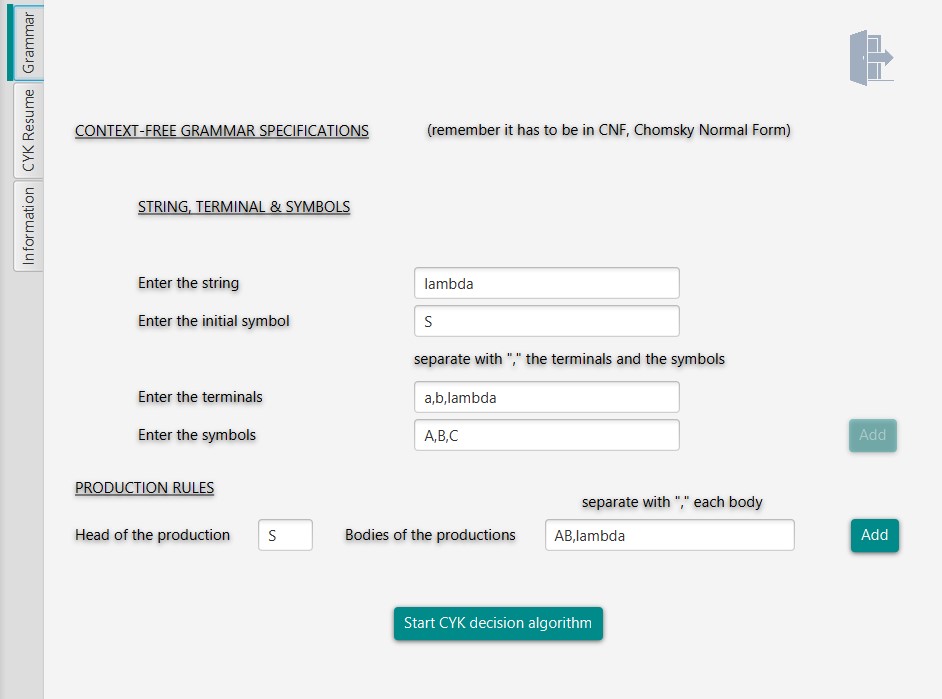 Grammar
CYK Resume
Information
CONTEXT-FREE GRAMMAR SPECIFICATIONS (remember it has to be in CNF, Chomsky Normal Form)
STRING, TERMINAL & SYMBOLS
Enter the string lambda
Enter the initial symbol S
separate with "," the terminals and the symbols
Enter the terminals a,b,lambda
Enter the symbols A,B,C Add
PRODUCTION RULES
separate with "," each body
Head of the production S Bodies of the productions AB,lambda Add
Start CYK decision algorithm